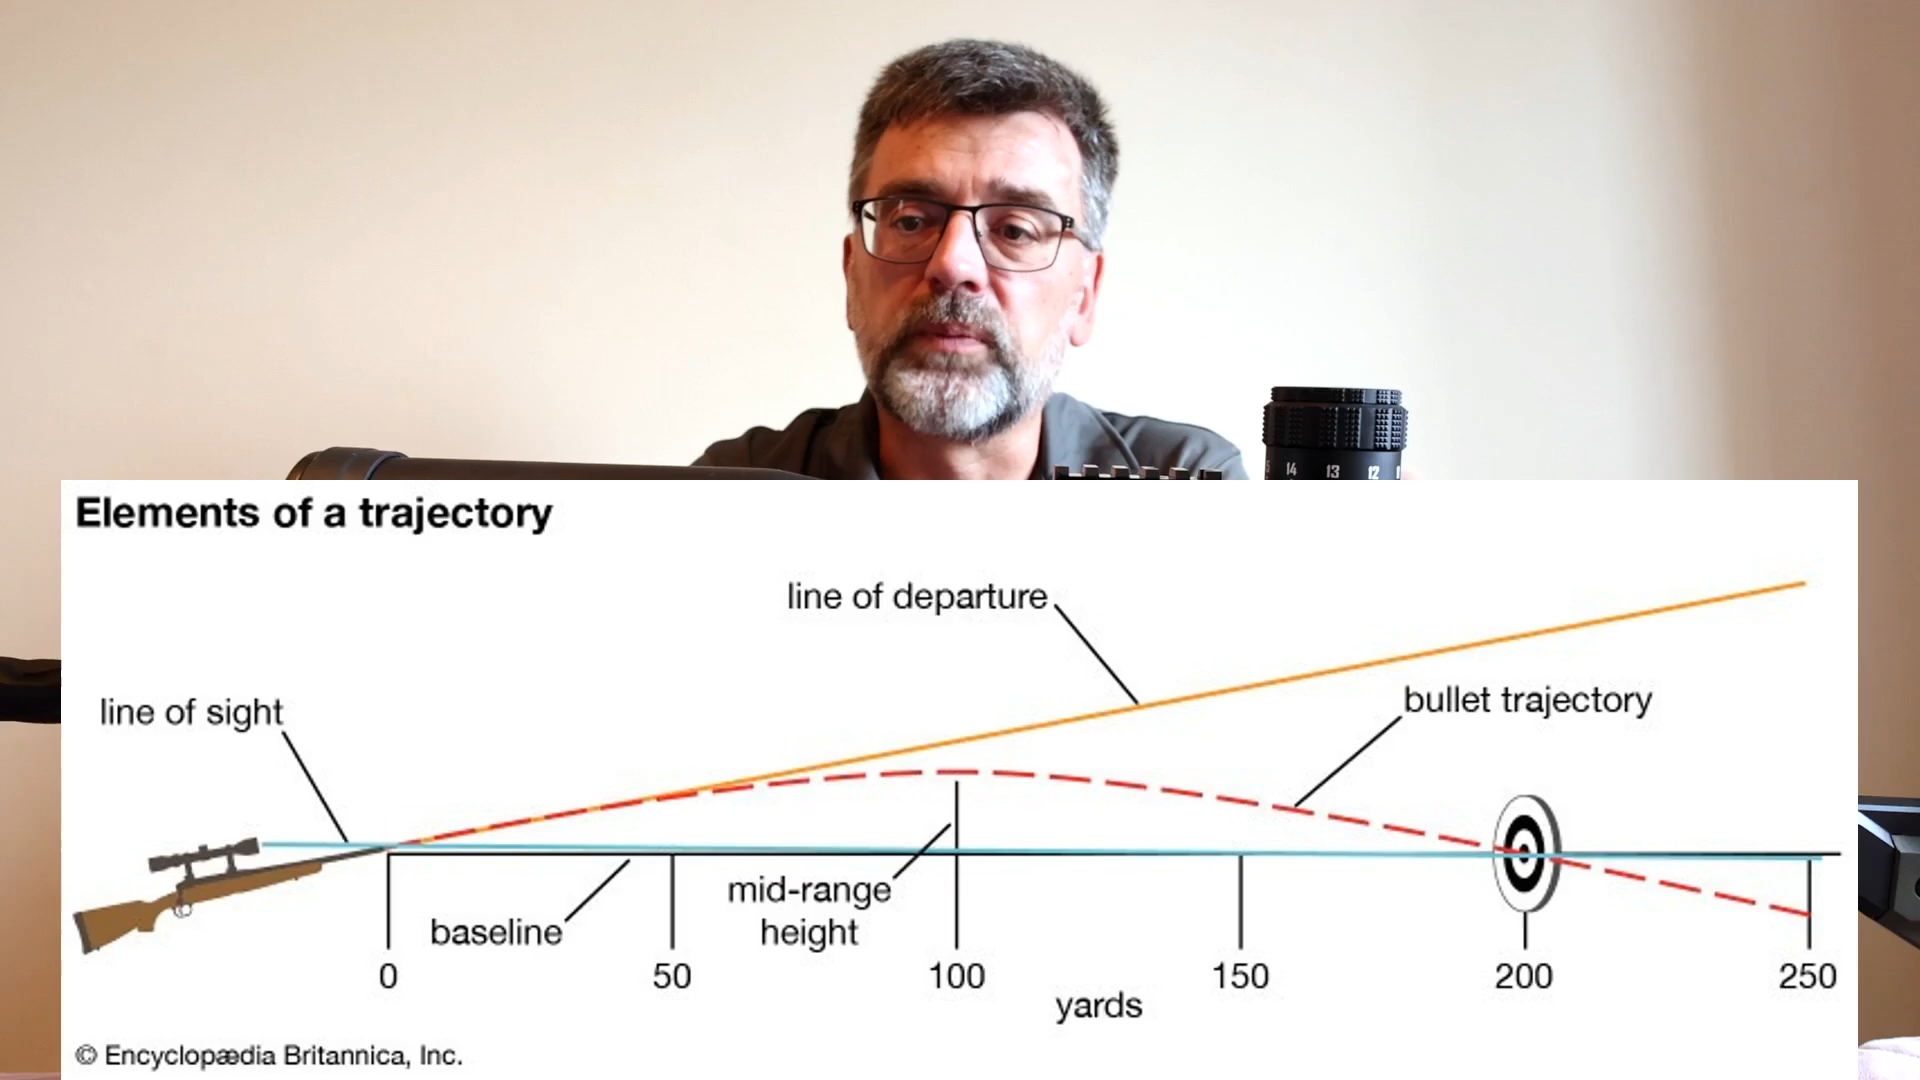 14 13 12
Elements of a trajectory
line of departure
bullet trajectory
line of sight
mid-range
height
baseline
0 50 100 150 200 250
yards
© Encyclopædia Britannica, Inc.